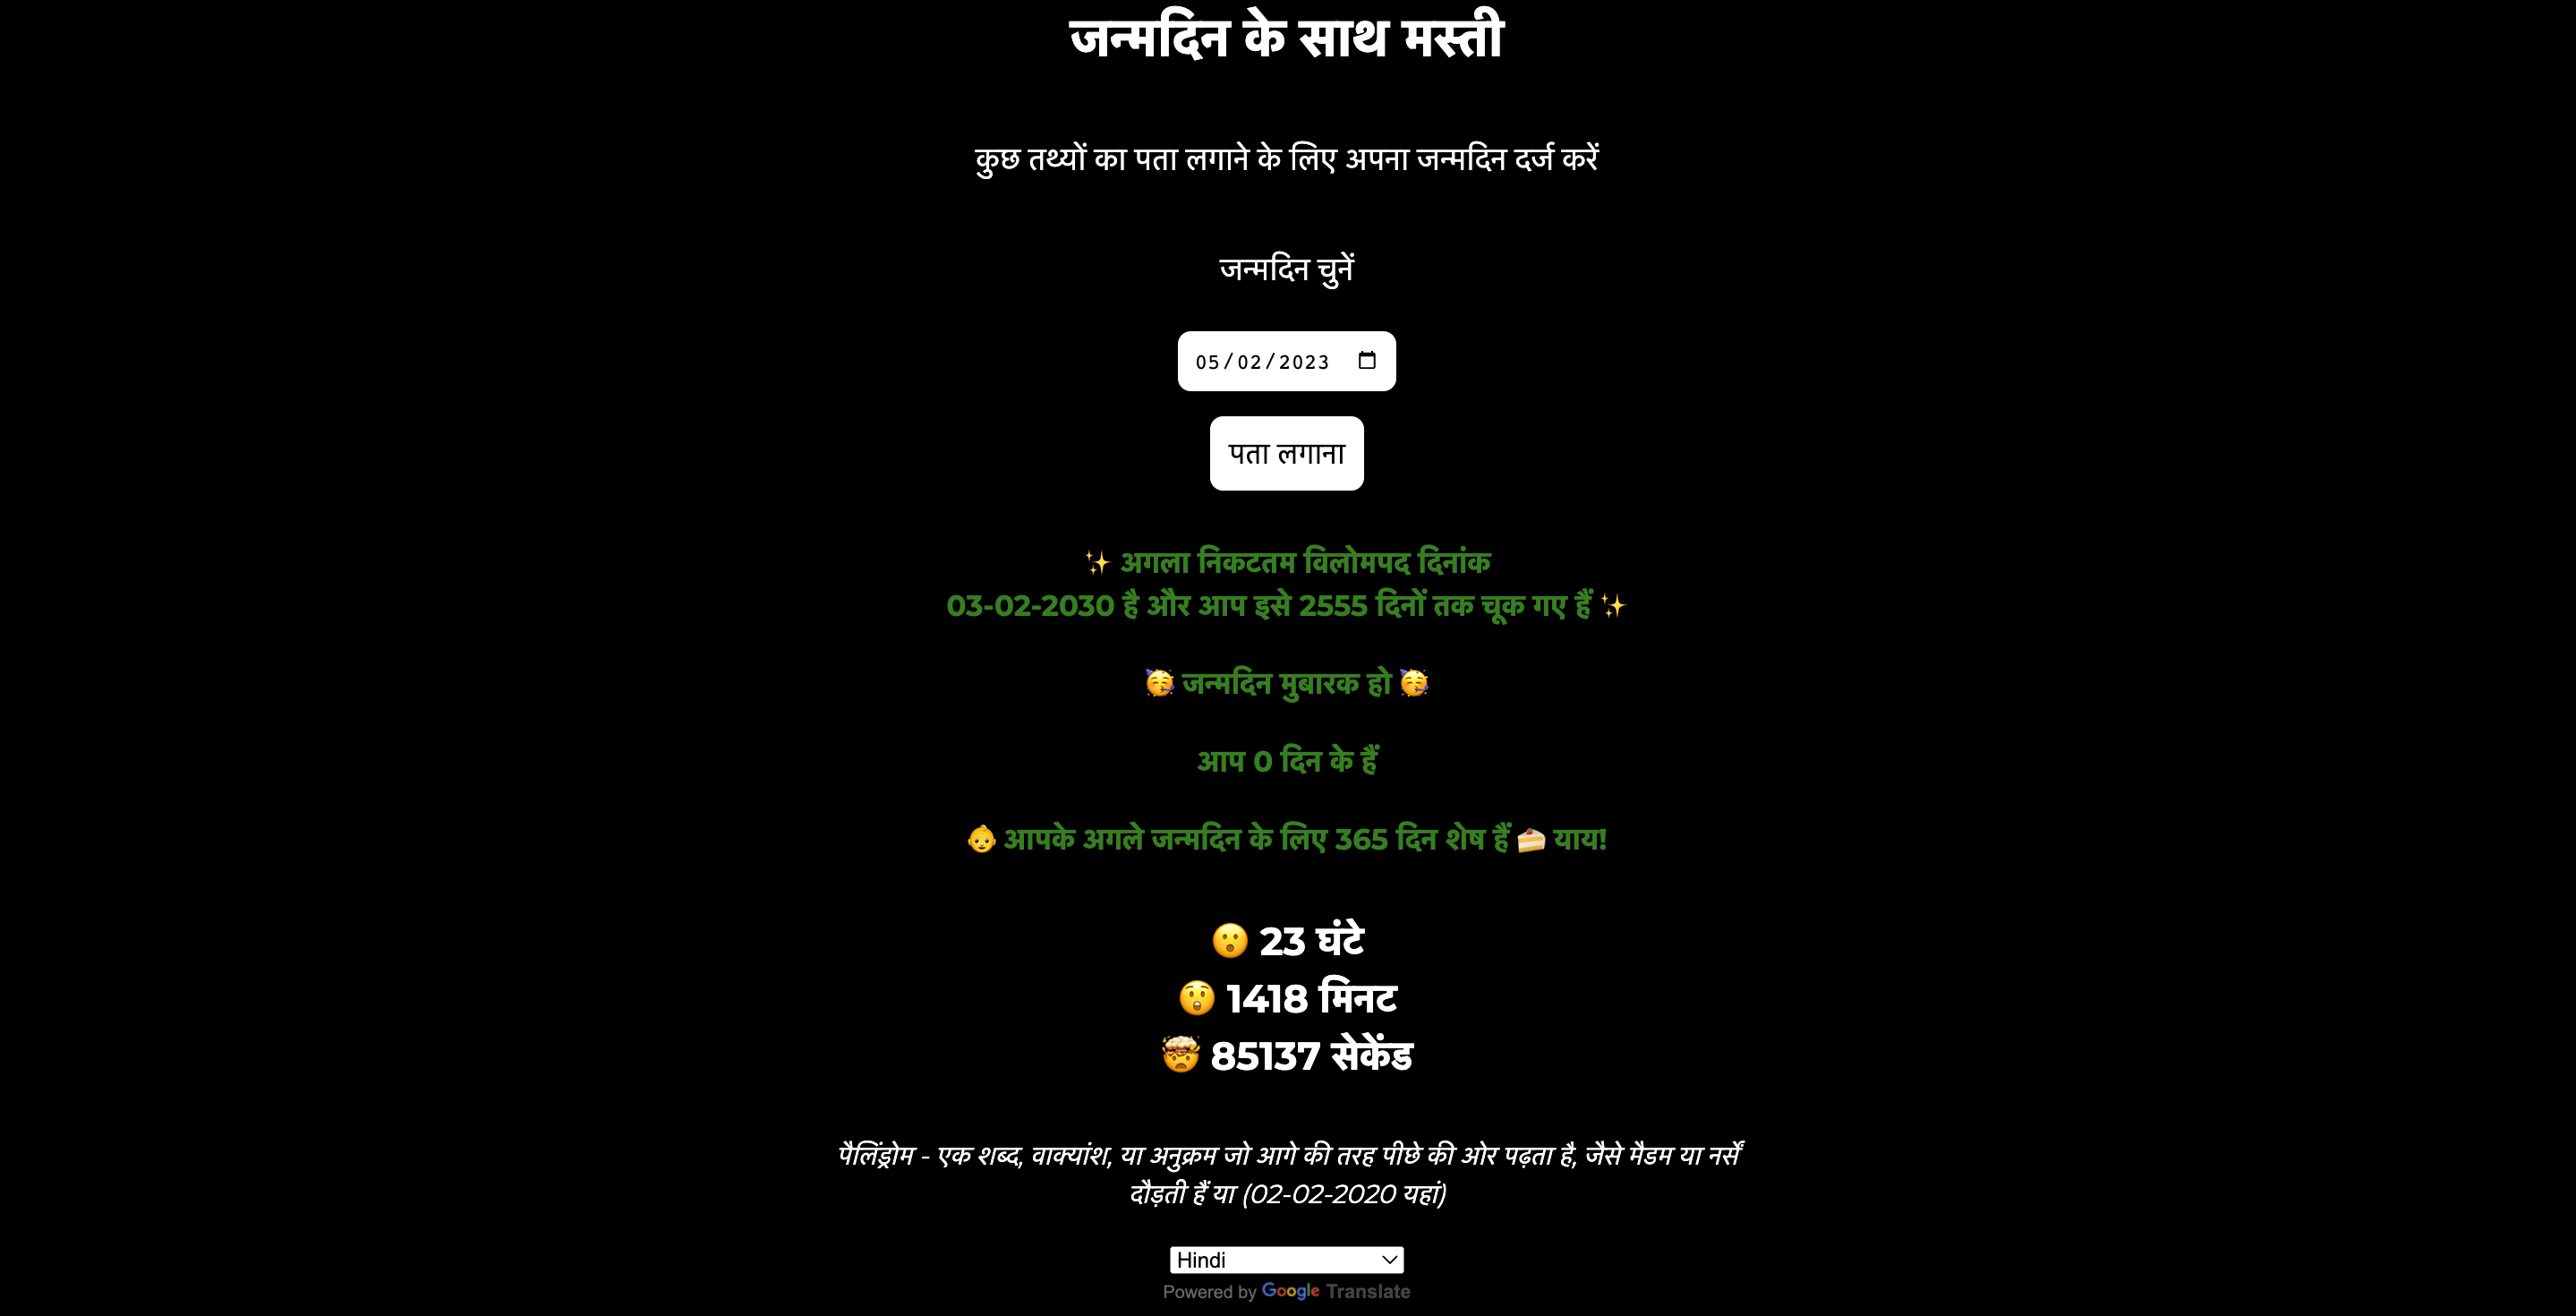 जन्मदिन के साथ मस्ती
कुछ तथ्यों का पता लगाने के लिए अपना जन्मदिन दर्ज करें
जन्मदिन चुनें
05/02/2023
पता लगाना
✨ अगला निकटतम विलोमपद दिनांक
03-02-2030 है और आप इसे 2555 दिनों तक चूक गए हैं ✨
🥳 जन्मदिन मुबारक हो 🥳
आप 0 दिन के हैं
👶 आपके अगले जन्मदिन के लिए 365 दिन शेष हैं 🍰 याय!
😮 23 घंटे
😲 1418 मिनट
🤯 85137 सेकेंड
पैलिंड्रोम - एक शब्द, वाक्यांश, या अनुक्रम जो आगे की तरह पीछे की ओर पढ़ता है, जैसे मैडम या नर्सें
दौड़ती हैं या (02-02-2020 यहां)
Hindi
Powered by Google Translate